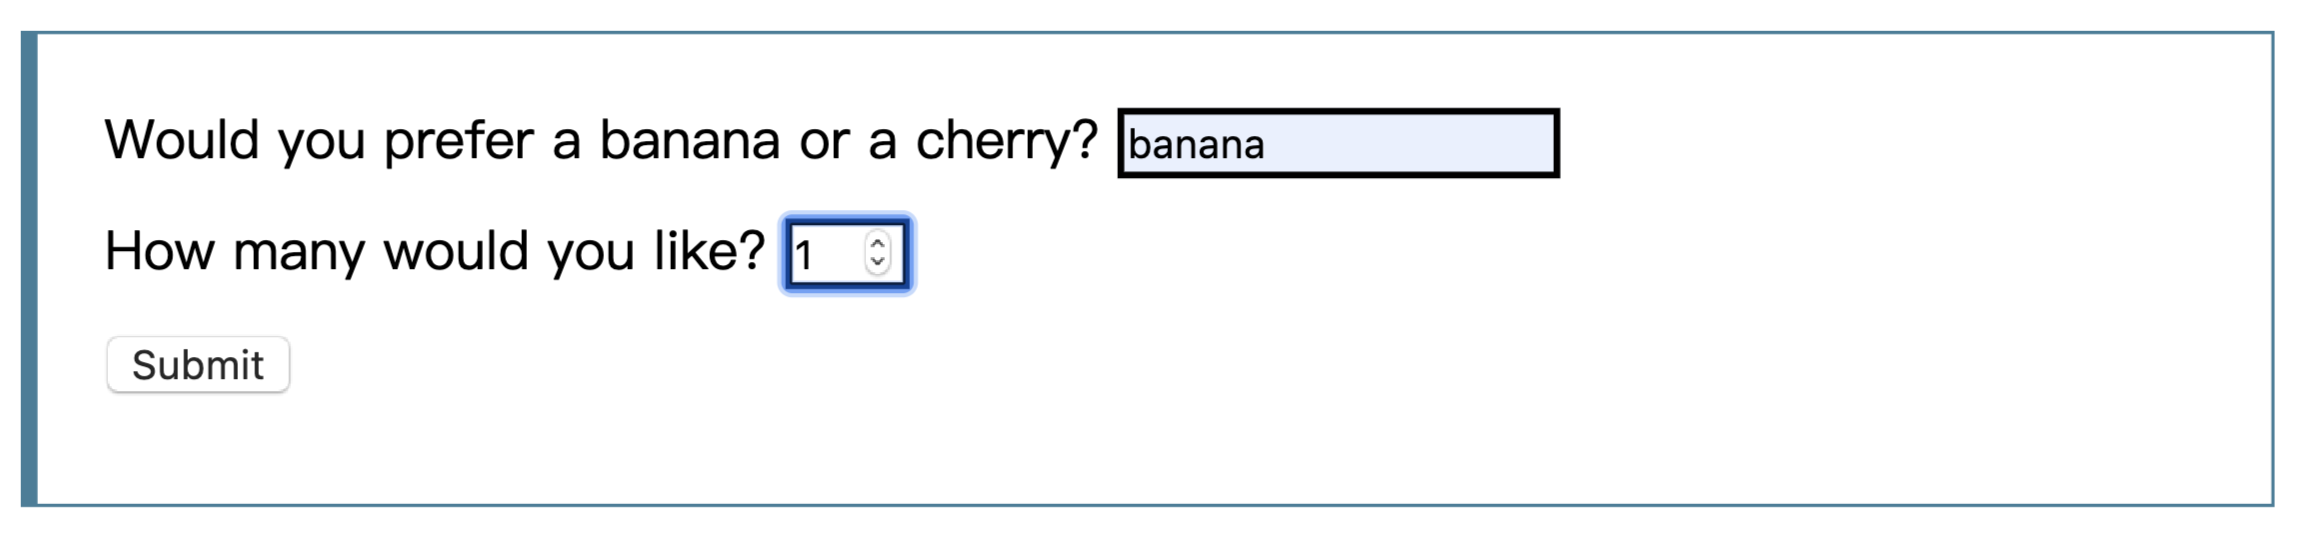 Would you prefer a banana or a cherry? banana
How many would you like? 1
Submit